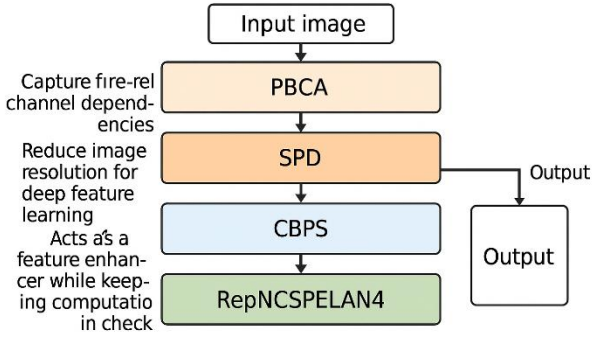 Input image
PBCA
Capture fire-rel
channel depend-
encies
SPD
Reduce image
resolution for
deep feature
learning
Output
CBPS
Acts as a
feature enhan-
cer while keep-
ing computatio
in check
Output
RepNCSPELAN4